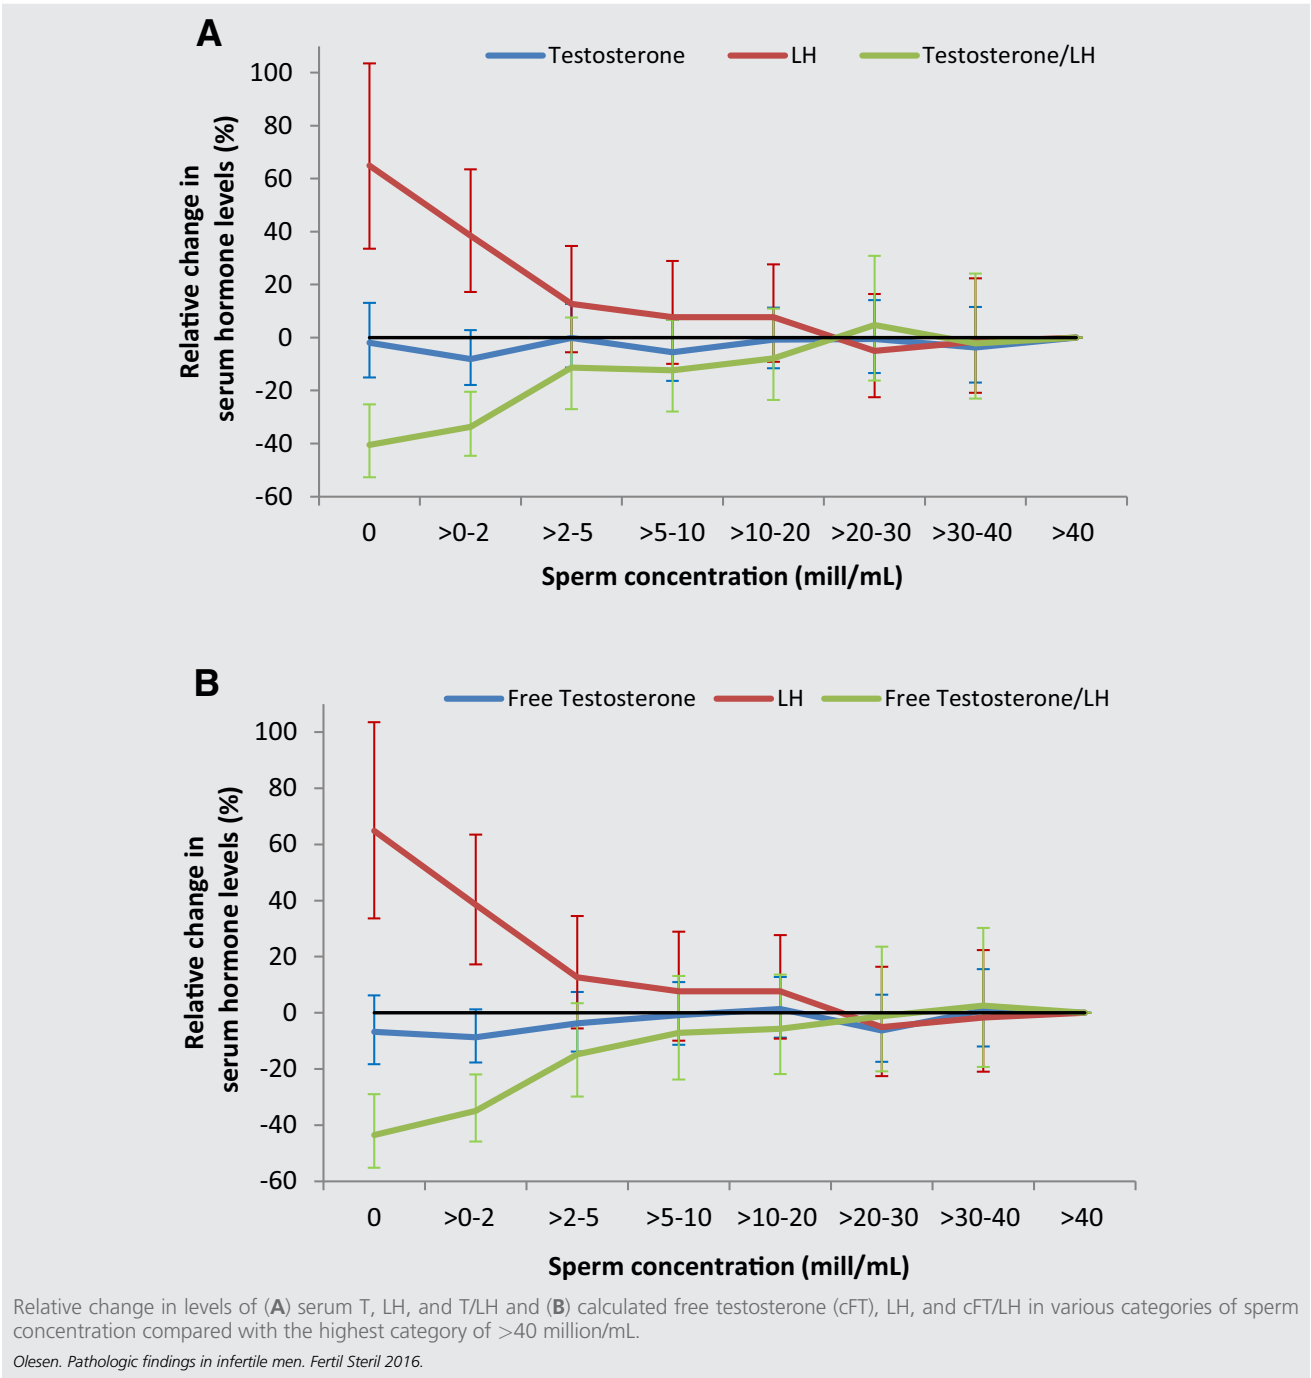 A
Testosterone LH Testosterone/LH
Relative change in
serum hormone levels (%)
100
80
60
40
20
0
-20
-40
-60
0 >0-2 >2-5 >5-10 >10-20 >20-30 >30-40 >40
Sperm concentration (mill/mL)
B
Free Testosterone LH Free Testosterone/LH
Relative change in
serum hormone levels (%)
100
80
60
40
20
0
-20
-40
-60
0 >0-2 >2-5 >5-10 >10-20 >20-30 >30-40 >40
Sperm concentration (mill/mL)
Relative change in levels of (A) serum T, LH, and T/LH and (B) calculated free testosterone (cFT), LH, and cFT/LH in various categories of sperm
concentration compared with the highest category of >40 million/mL.
Olesen. Pathologic findings in infertile men. Fertil Steril 2016.